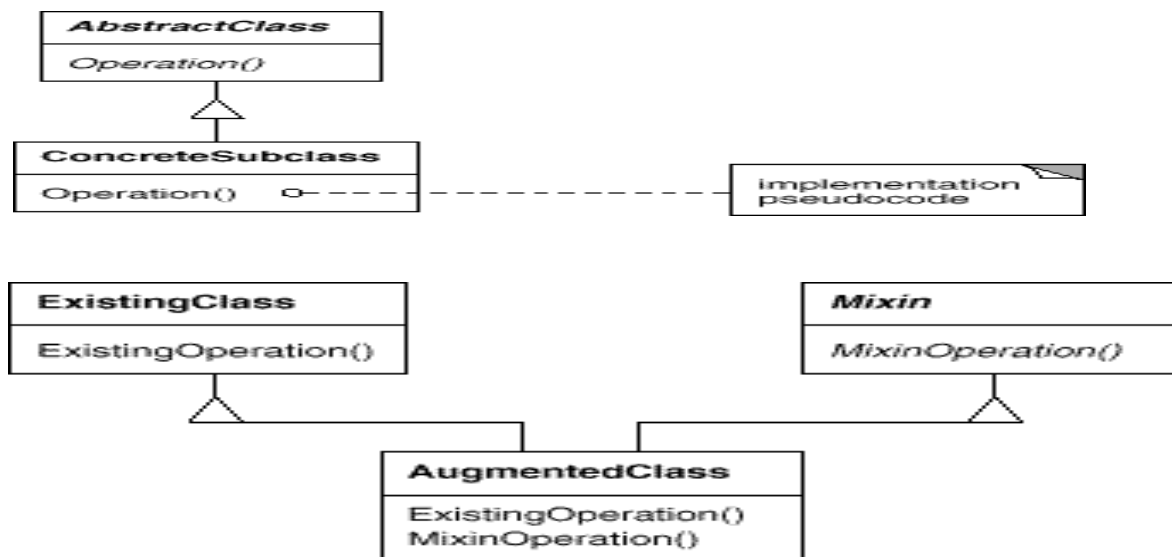 AbstractClass
Operation()
ConcreteSubclass
Operation()
implementation
pseudocode
ExistingClass
ExistingOperation()
Mixin
MixinOperation()
AugmentedClass
ExistingOperation()
MixinOperation()